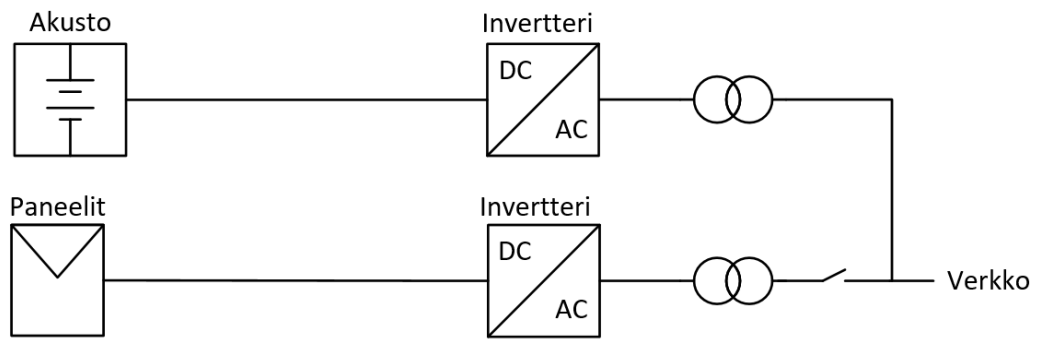 Akusto
Invertteri
DC
AC
Paneelit
Invertteri
DC
AC
Verkko